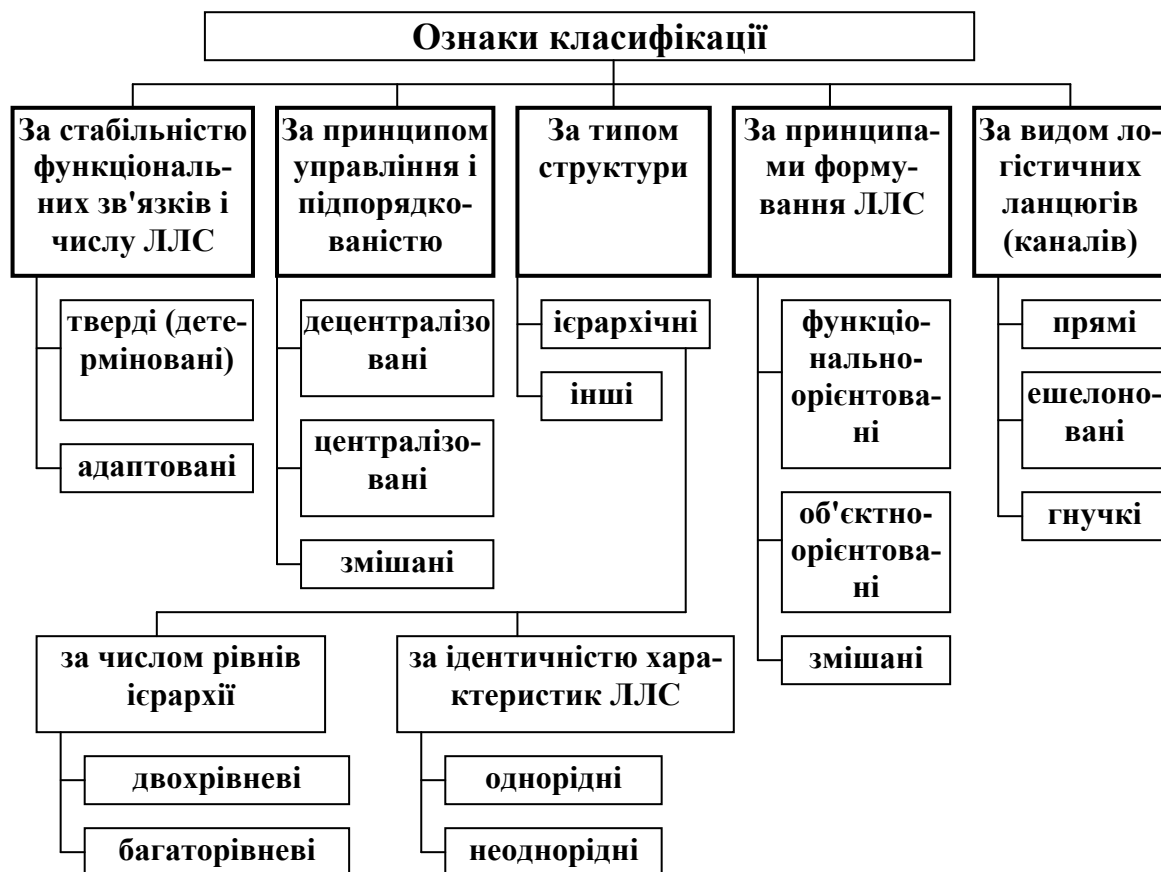 Ознаки класифікації
За стабільністю
функціональ-
них зв'язків і
числу ЛЛС
тверді (дете-
рміновані)
адаптовані
За принципом
управління і
підпорядко-
ваністю
децентралізо
вані
централізо-
вані
змішані
За типом
структури
ієрархічні
інші
за числом рівнів
ієрархії
двохрівневі
багаторівневі
за ідентичністю хара-
ктеристик ЛЛС
однорідні
неоднорідні
За принципа-
ми форму-
вання ЛЛС
функціо-
нально-
орієнтова-
ні
об'єктно-
орієнтова-
ні
змішані
За видом ло-
гістичних
ланцюгів
(каналів)
прямі
ешелоно-
вані
гнучкі